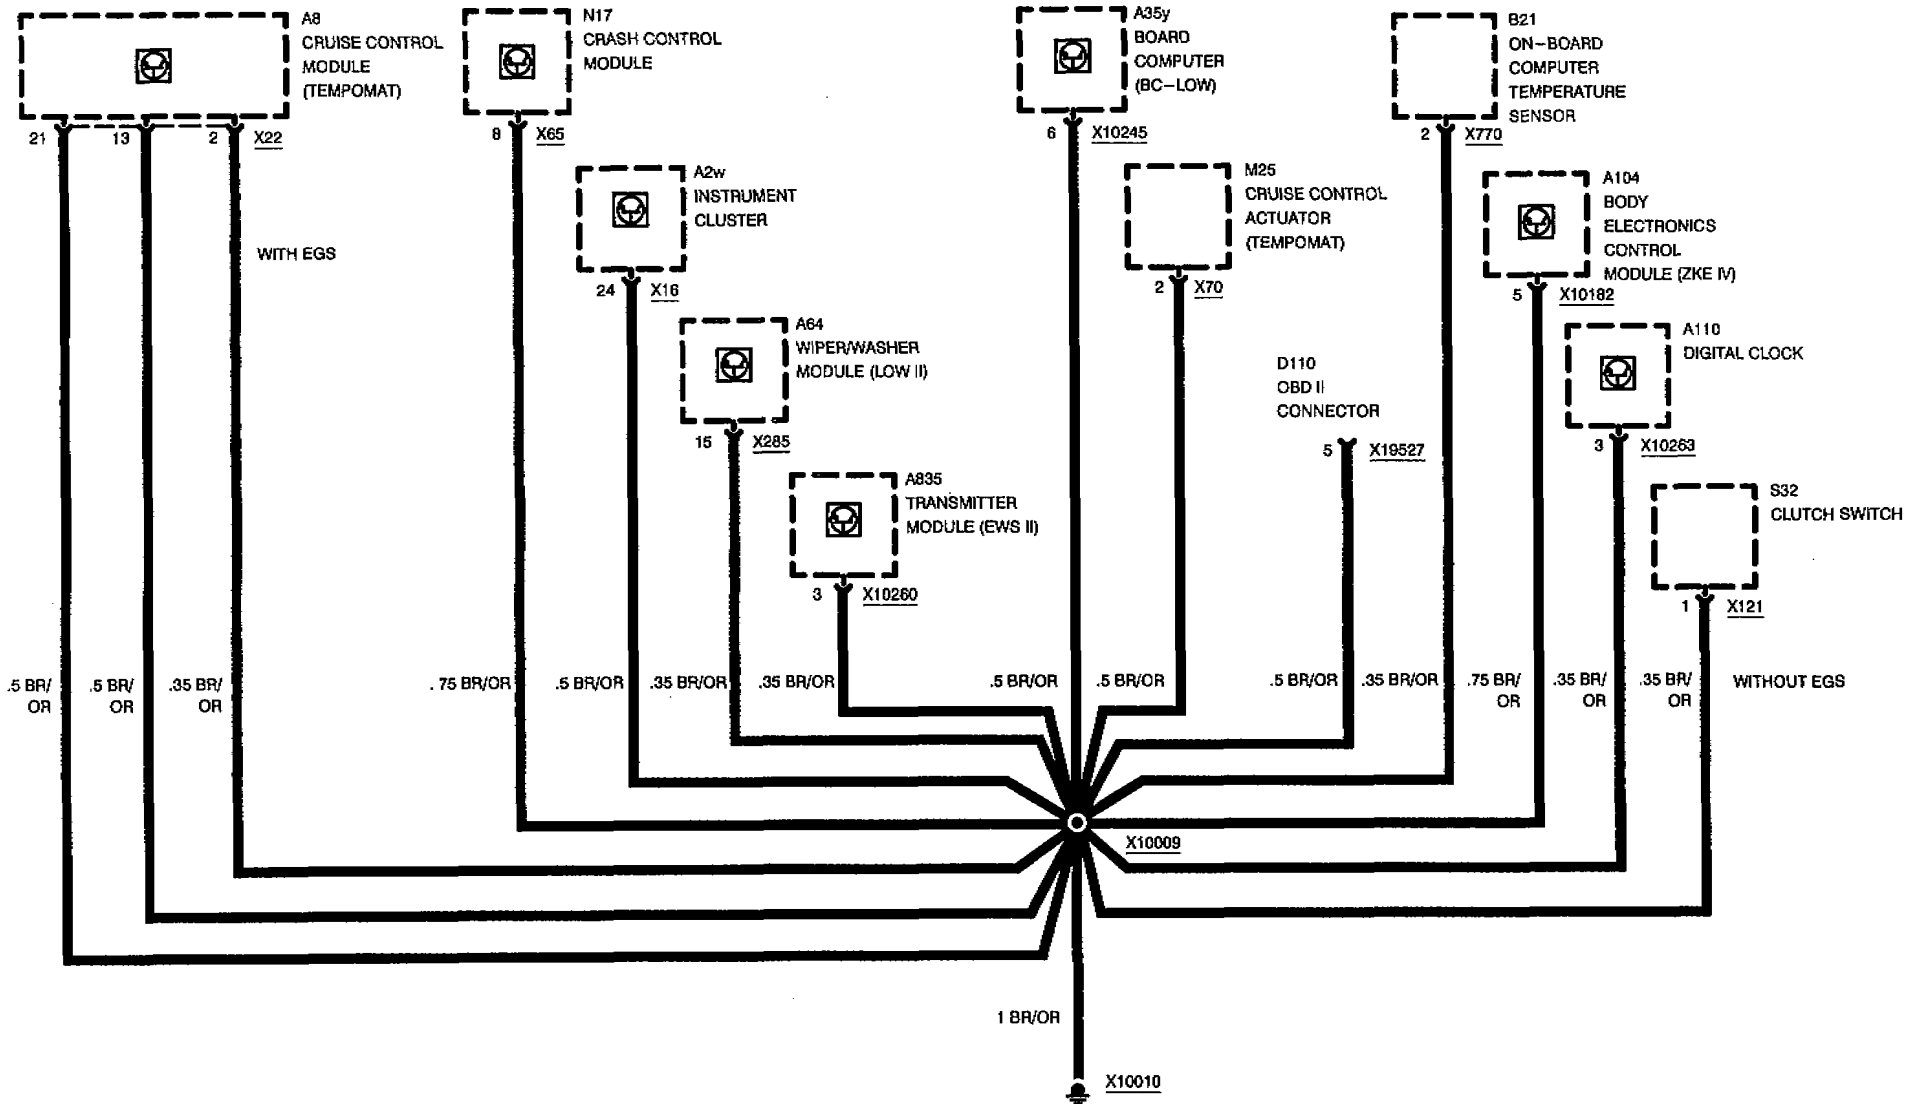 A8
CRUISE CONTROL
MODULE
(TEMPOMAT)
21
13
2
X22
WITH EGS
N17
CRASH CONTROL
MODULE
8
X65
A2w
INSTRUMENT
CLUSTER
24
X16
A64
WIPER/WASHER
MODULE (LOW II)
15
X285
A835
TRANSMITTER
MODULE (EWS II)
3
X10260
A35y
BOARD
COMPUTER
(BC-LOW)
6
X10245
M25
CRUISE CONTROL
ACTUATOR
(TEMPOMAT)
2
X70
D110
OBD II
CONNECTOR
5
X19527
B21
ON-BOARD
COMPUTER
TEMPERATURE
SENSOR
2
X770
A104
BODY
ELECTRONICS
CONTROL
MODULE (ZKE IV)
5
X10182
A110
DIGITAL CLOCK
3
X10263
S32
CLUTCH SWITCH
1
X121
.5 BR/
OR
.5 BR/
OR
.35 BR/
OR
.75 BR/OR
.5 BR/OR
.35 BR/OR
.35 BR/OR
.5 BR/OR
.5 BR/OR
.5 BR/OR
.35 BR/OR
.75 BR/
OR
.35 BR/
OR
.35 BR/
OR
WITHOUT EGS
X10009
1 BR/OR
X10010